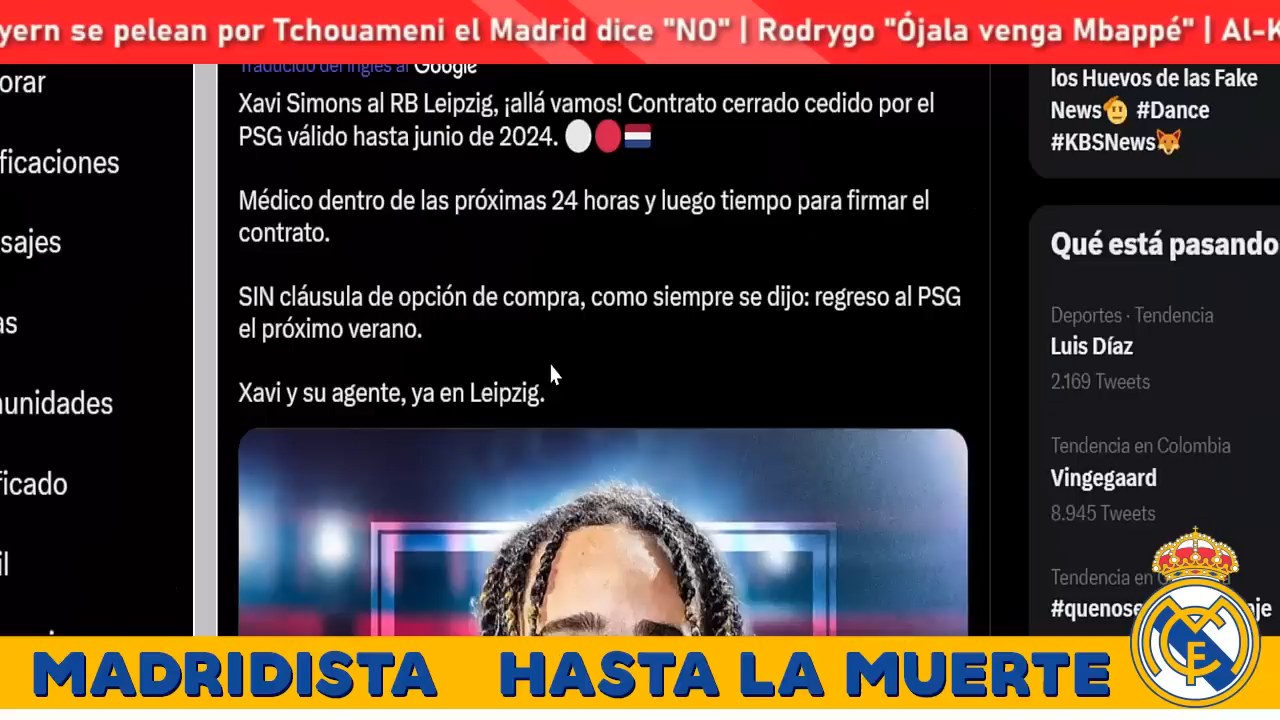 yern se pelean por Tchouameni el Madrid dice "NO" | Rodrygo "Ójala venga Mbappé" | Al-K
orar
ificaciones
sajes
as
unidades
ficado
il
Traducido del inglés al Google
Xavi Simons al RB Leipzig, ¡allá vamos! Contrato cerrado cedido por el
PSG válido hasta junio de 2024. ⚪🔴🇳🇱
Médico dentro de las próximas 24 horas y luego tiempo para firmar el
contrato.
SIN cláusula de opción de compra, como siempre se dijo: regreso al PSG
el próximo verano.
Xavi y su agente, ya en Leipzig.
los Huevos de las Fake
News🫡 #Dance
#KBSNews🦊
Qué está pasando
Deportes · Tendencia
Luis Díaz
2.169 Tweets
Tendencia en Colombia
Vingegaard
8.945 Tweets
Tendencia en
#quenose
je
MADRIDISTA HASTA LA MUERTE